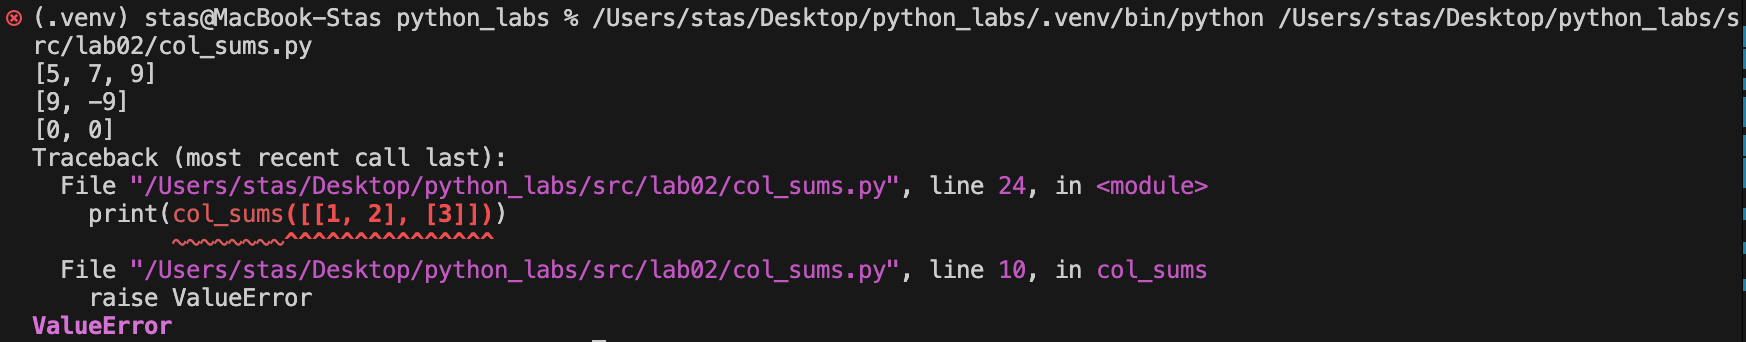 (.venv) stas@MacBook-Stas python_labs % /Users/stas/Desktop/python_labs/.venv/bin/python /Users/stas/Desktop/python_labs/s
rc/lab02/col_sums.py
[5, 7, 9]
[9, -9]
[0, 0]
Traceback (most recent call last):
  File "/Users/stas/Desktop/python_labs/src/lab02/col_sums.py", line 24, in <module>
    print(col_sums([[1, 2], [3]]))
          ~~~~~~~~^^^^^^^^^^^^^^^
  File "/Users/stas/Desktop/python_labs/src/lab02/col_sums.py", line 10, in col_sums
    raise ValueError
ValueError